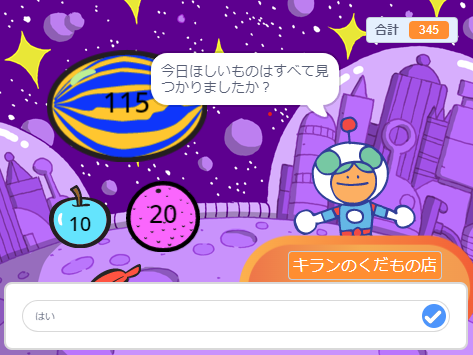 合計 345
今日ほしいものはすべて見
つかりましたか？
115
10
20
キランのくだもの店
はい